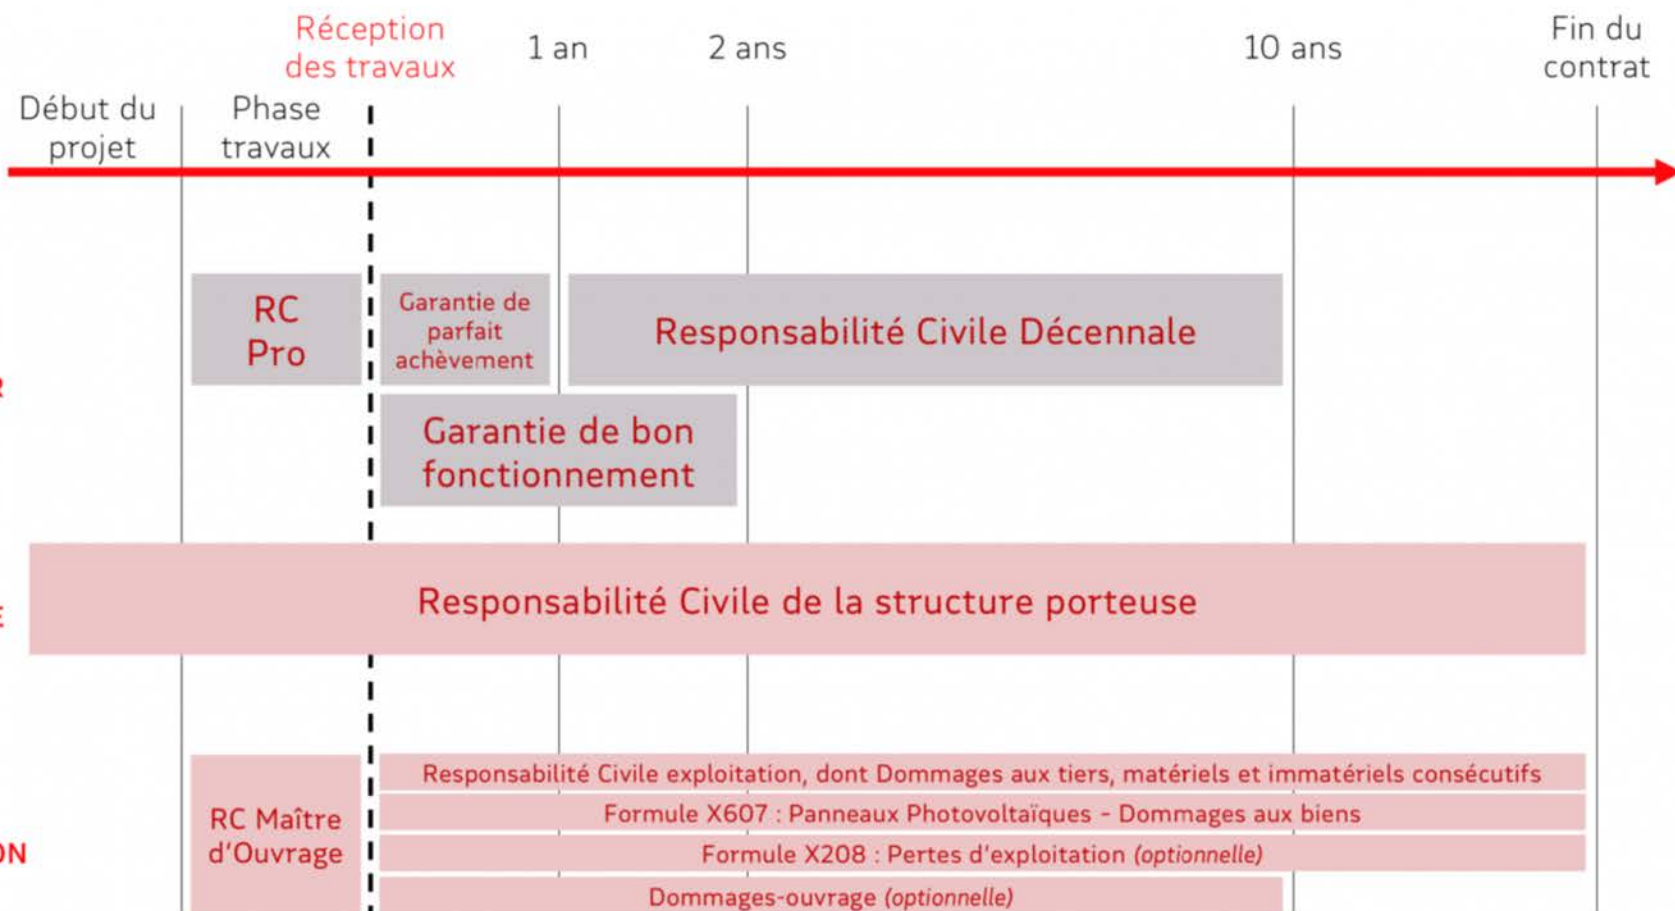 Réception
des travaux
1 an
2 ans
10 ans
Fin du
contrat
Début du
projet
Phase
travaux
RC
Pro
Garantie de
parfait
achèvement
Responsabilité Civile Décennale
R
Garantie de bon
fonctionnement
Responsabilité Civile de la structure porteuse
E
RC Maître
d'Ouvrage
Responsabilité Civile exploitation, dont Dommages aux tiers, matériels et immatériels consécutifs
Formule X607 : Panneaux Photovoltaïques - Dommages aux biens
ON
Formule X208 : Pertes d'exploitation (optionnelle)
Dommages-ouvrage (optionnelle)